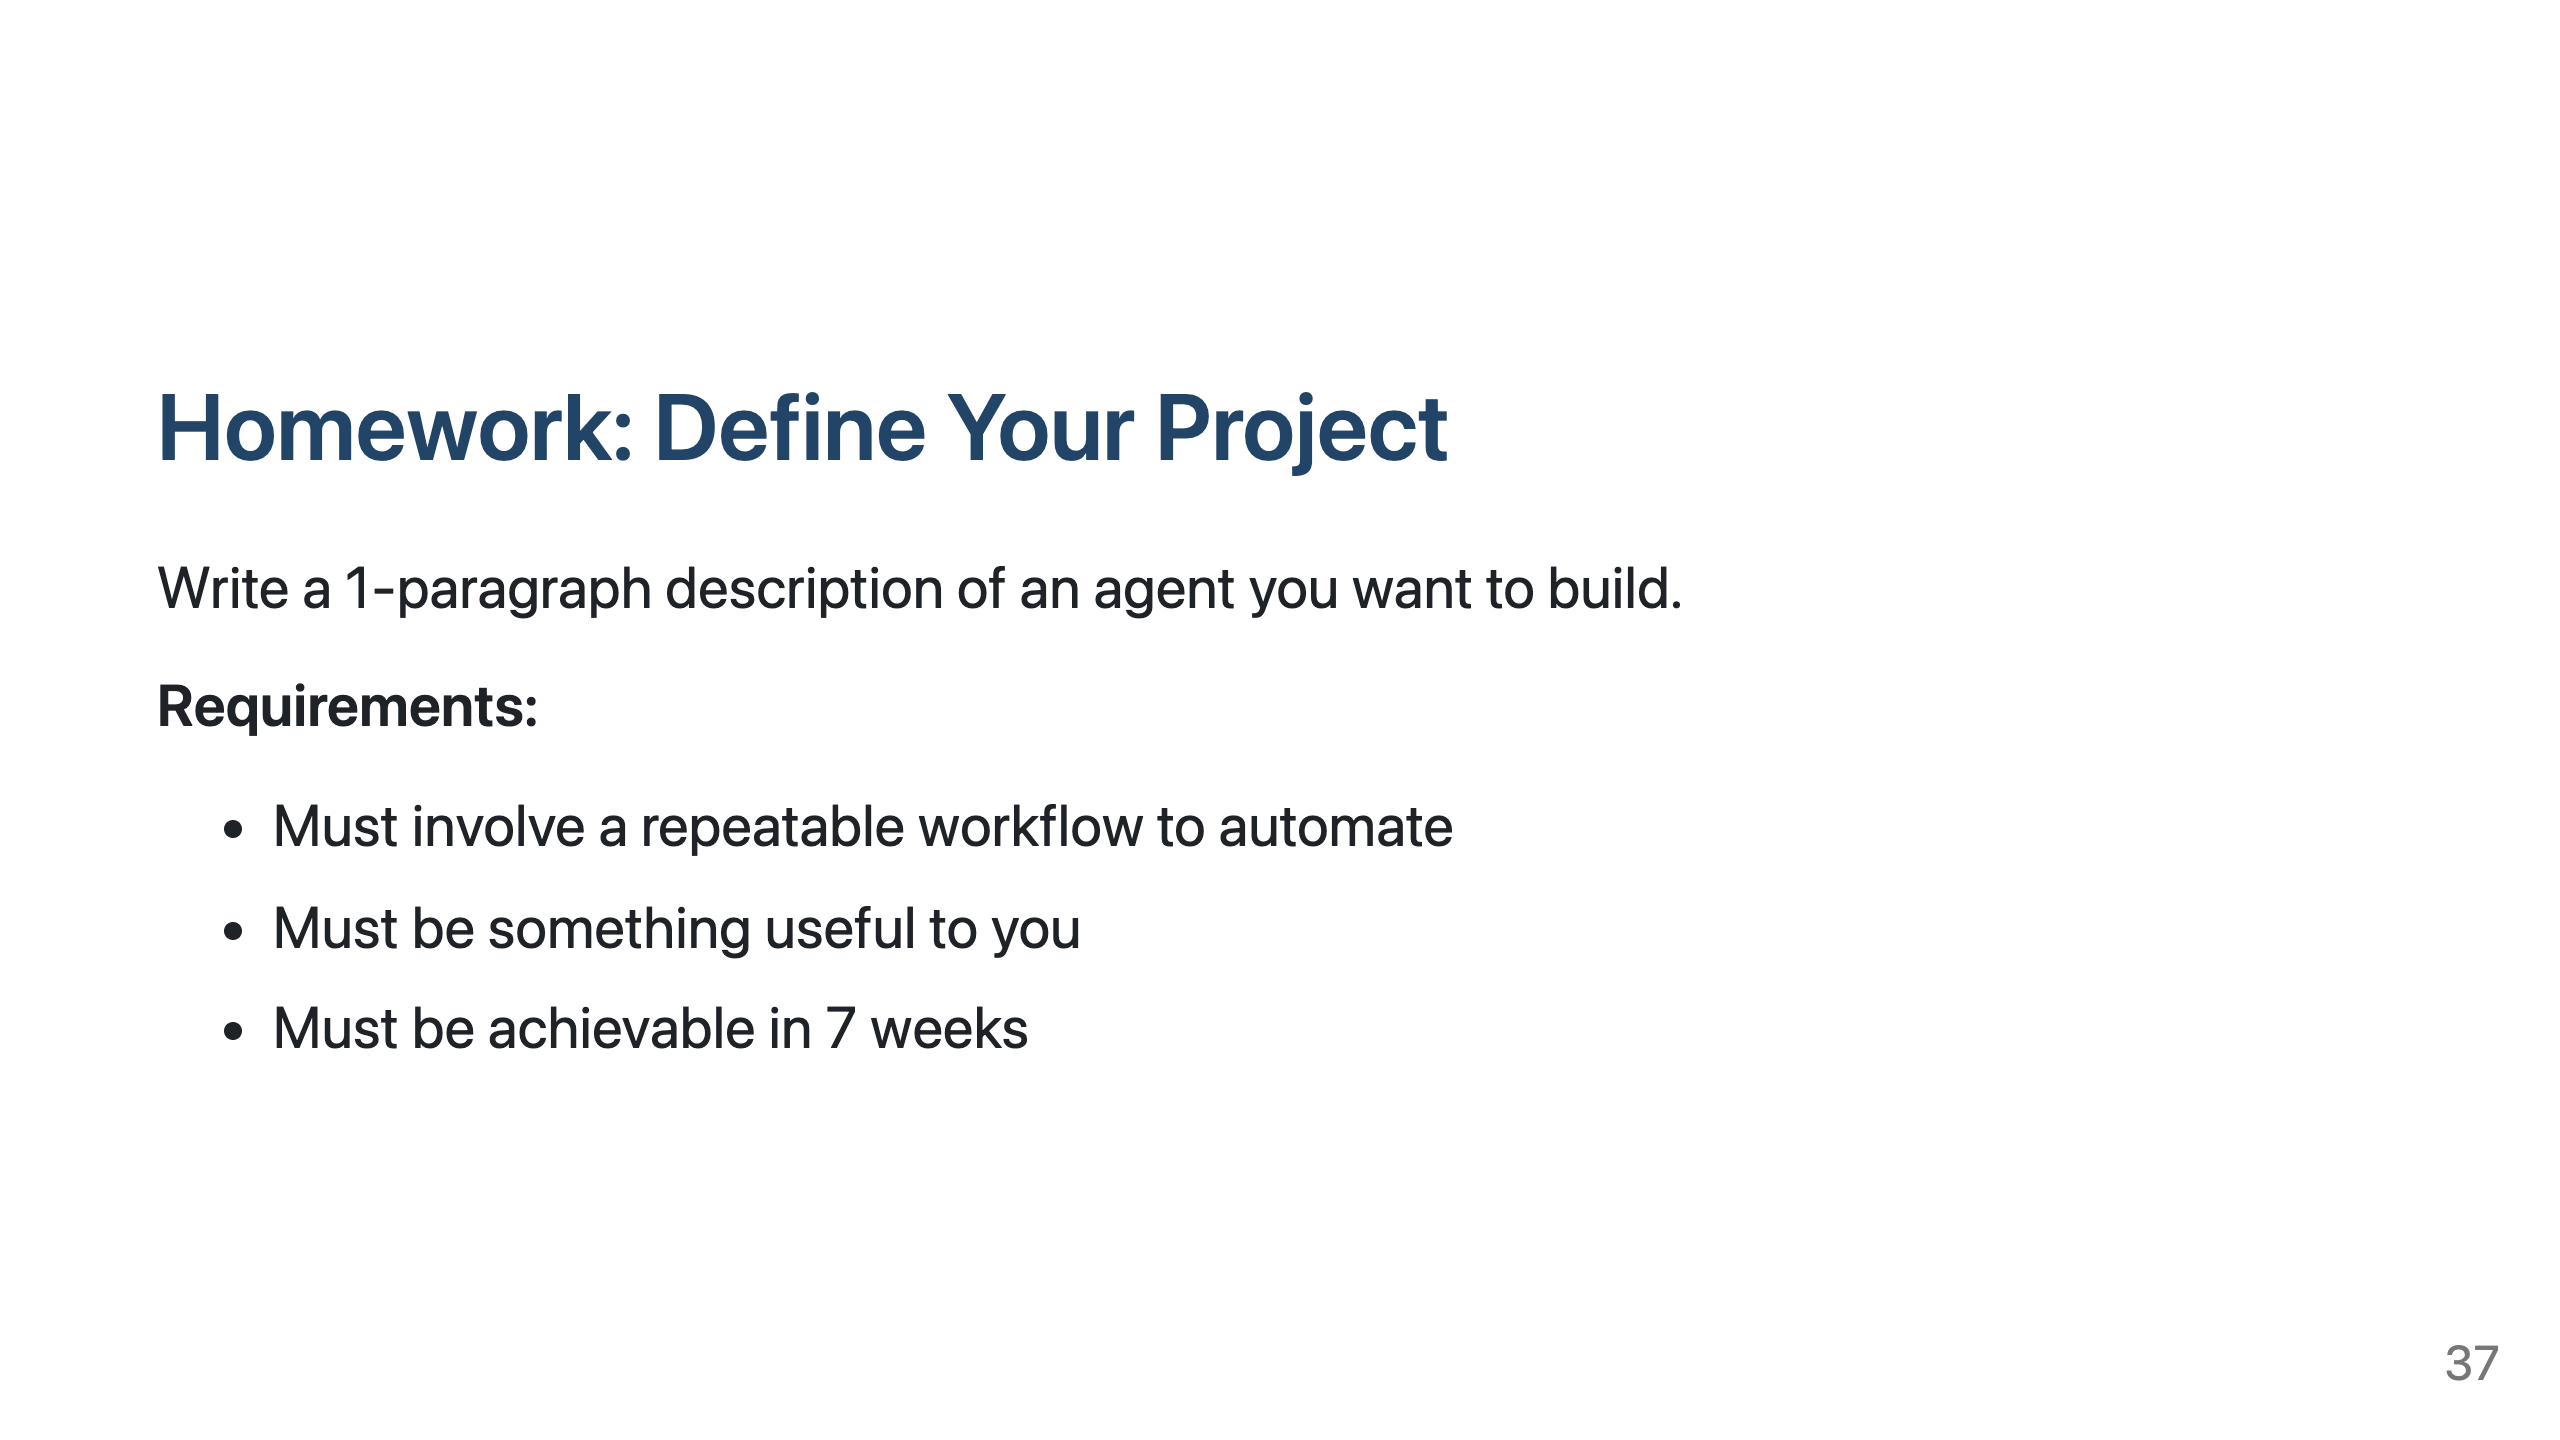 Homework: Define Your Project
Write a 1-paragraph description of an agent you want to build.
Requirements:
• Must involve a repeatable workflow to automate
• Must be something useful to you
• Must be achievable in 7 weeks
37